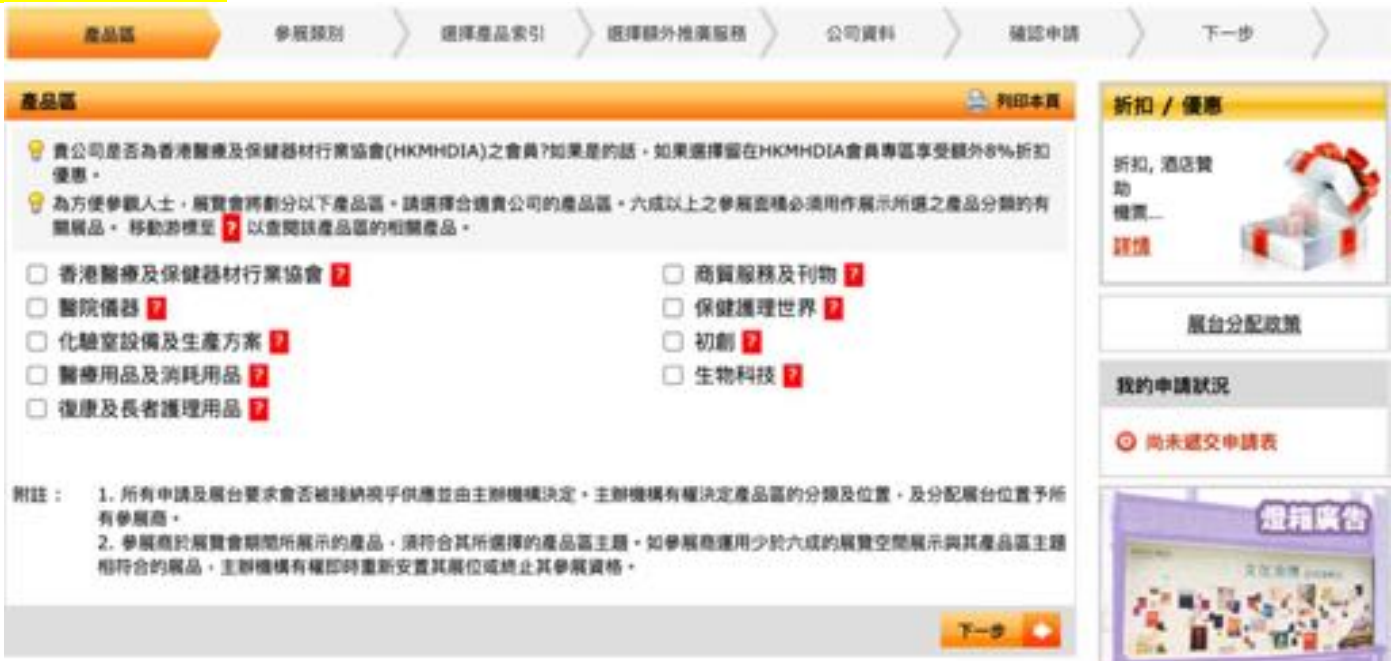 產品區
參展類別
選擇產品索引
選擇額外推廣服務
公司資料
確認申請
下一步
產品區
列印本頁
貴公司是否為香港醫療及保健器材行業協會(HKMHDIA)之會員?如果是的話，如果選擇留在HKMHDIA會員專區享受額外8%折扣
優惠。
為方便參觀人士，展覽會將劃分以下產品區。請選擇合適貴公司的產品區。六成以上之參展面積必須用作展示所選之產品分類的有
關展品。 移動游標至 ? 以查閱該產品區的相關產品。
香港醫療及保健器材行業協會 ?
醫院儀器 ?
化驗室設備及生產方案 ?
醫療用品及消耗用品 ?
復康及長者護理用品 ?
商貿服務及刊物 ?
保健護理世界 ?
初創 ?
生物科技 ?
附註： 1. 所有申請及展台要求會否被接納視乎供應並由主辦機構決定。主辦機構有權決定產品區的分類及位置，及分配展台位置予所
有參展商。
2. 參展商於展覽會期間所展示的產品，須符合其所選擇的產品區主題。如參展商運用少於六成的展覽空間展示與其產品區主題
相符合的展品，主辦機構有權即時重新安置其展位或終止其參展資格。
下一步
折扣 / 優惠
折扣, 酒店贊
助
機票...
詳情
展台分配政策
我的申請狀況
尚未遞交申請表
燈箱廣告